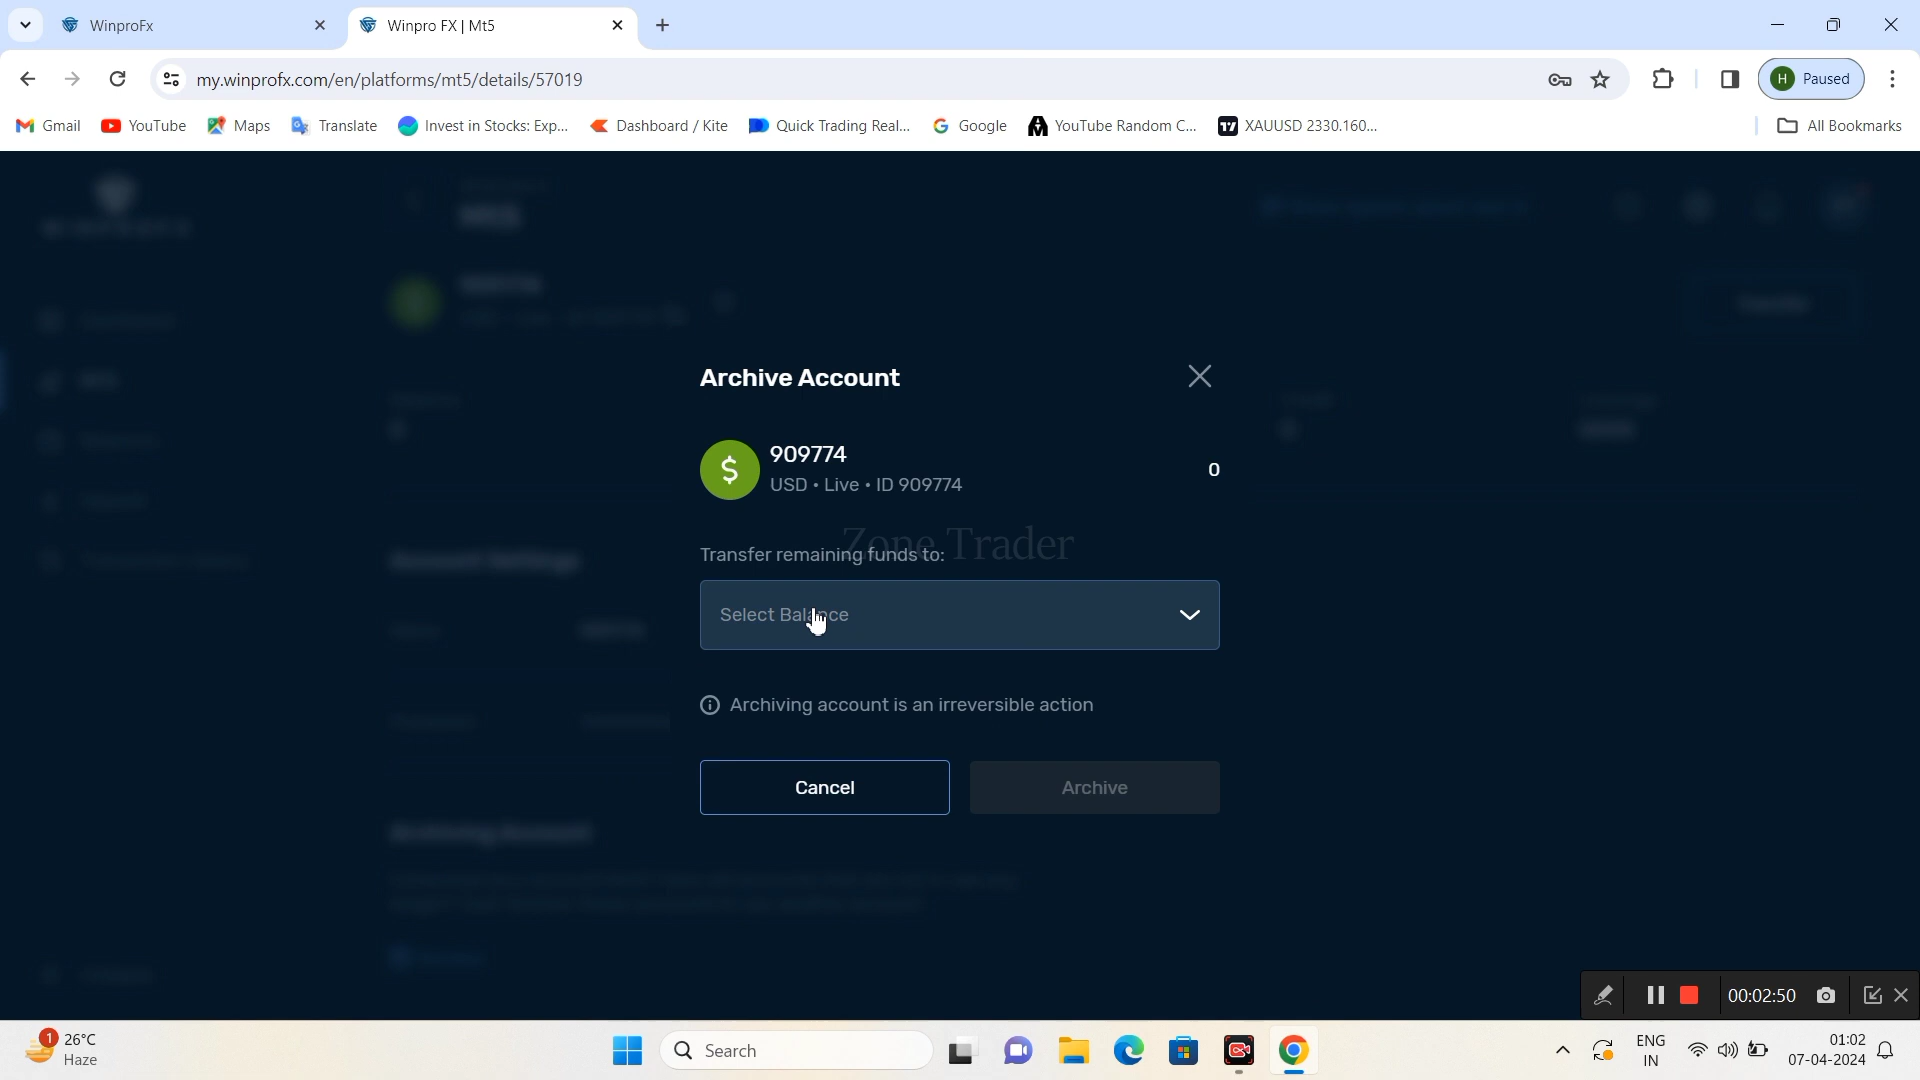 WinproFx
Winpro FX | Mt5
my.winprofx.com/en/platforms/mt5/details/57019
H Paused
Gmail YouTube Maps Translate Invest in Stocks: Exp... Dashboard / Kite Quick Trading Real... Google YouTube Random C... XAUUSD 2330.160... All Bookmarks
Archive Account
909774
USD • Live • ID 909774
0
Zone Trader
Transfer remaining funds to:
Select Balance
Archiving account is an irreversible action
Cancel Archive
00:02:50
1 26°C
Haze
Search
ENG
IN
01:02
07-04-2024